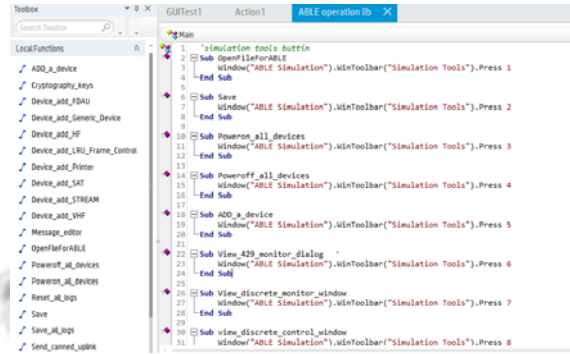 Toolbox
GUITest1 Action1 ABLE operation lib
Search Toolbox
Main
Local Functions
ADD_a_device
Cryptography_keys
Device_add_FDAU
Device_add_Generic_Device
Device_add_HF
Device_add_LRU_Frame_Control
Device_add_Printer
Device_add_SAT
Device_add_STREAM
Device_add_VHF
Message_editor
OpenFileForABLE
Poweroff_all_devices
Poweron_all_devices
Reset_all_logs
Save
Save_all_logs
Send_canned_uplink
1 'simulation tools buttin
2 Sub OpenFileForABLE
3 Window("ABLE Simulation").WinToolbar("Simulation Tools").Press 1
4 End Sub
5
6 Sub Save
7 Window("ABLE Simulation").WinToolbar("Simulation Tools").Press 2
8 End Sub
9
10 Sub Poweron_all_devices
11 Window("ABLE Simulation").WinToolbar("Simulation Tools").Press 3
12 End Sub
13
14 Sub Poweroff_all_devices
15 Window("ABLE Simulation").WinToolbar("Simulation Tools").Press 4
16 End Sub
17
18 Sub ADD_a_device
19 Window("ABLE Simulation").WinToolbar("Simulation Tools").Press 5
20 End Sub
21
22 Sub View_429_monitor_dialog '
23 Window("ABLE Simulation").WinToolbar("Simulation Tools").Press 6
24 End Sub
25
26 Sub View_discrete_monitor_window
27 Window("ABLE Simulation").WinToolbar("Simulation Tools").Press 7
28 End Sub
29
30 Sub view_discrete_control_window
31 Window("ABLE Simulation").WinToolbar("Simulation Tools").Press 8